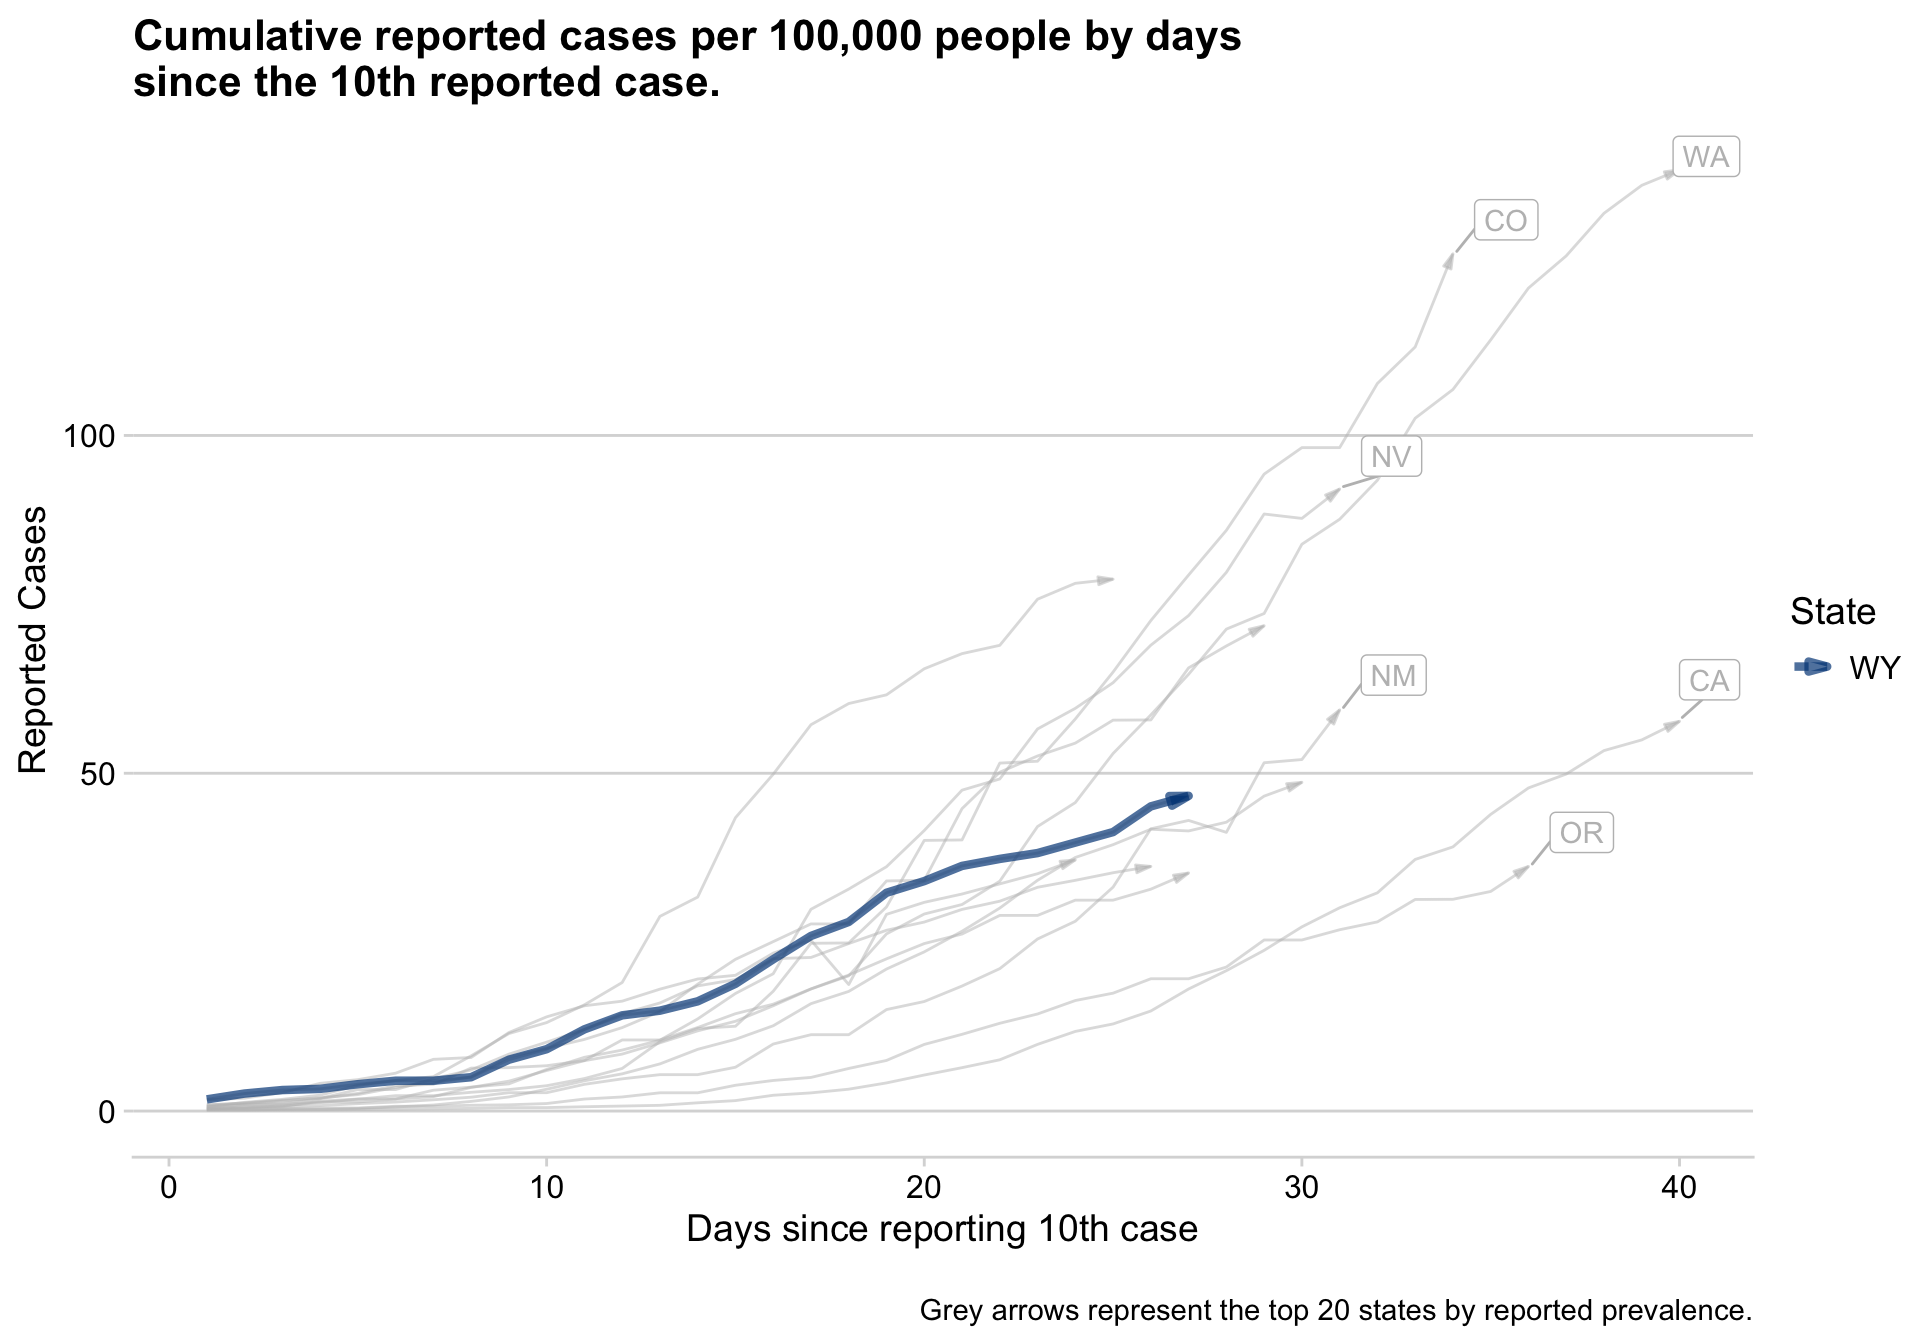 Cumulative reported cases per 100,000 people by days
since the 10th reported case.
WA
CO
100
NV
Reported Cases
State
WY
NM
CA
50
OR
0
0 10 20 30 40
Days since reporting 10th case
Grey arrows represent the top 20 states by reported prevalence.